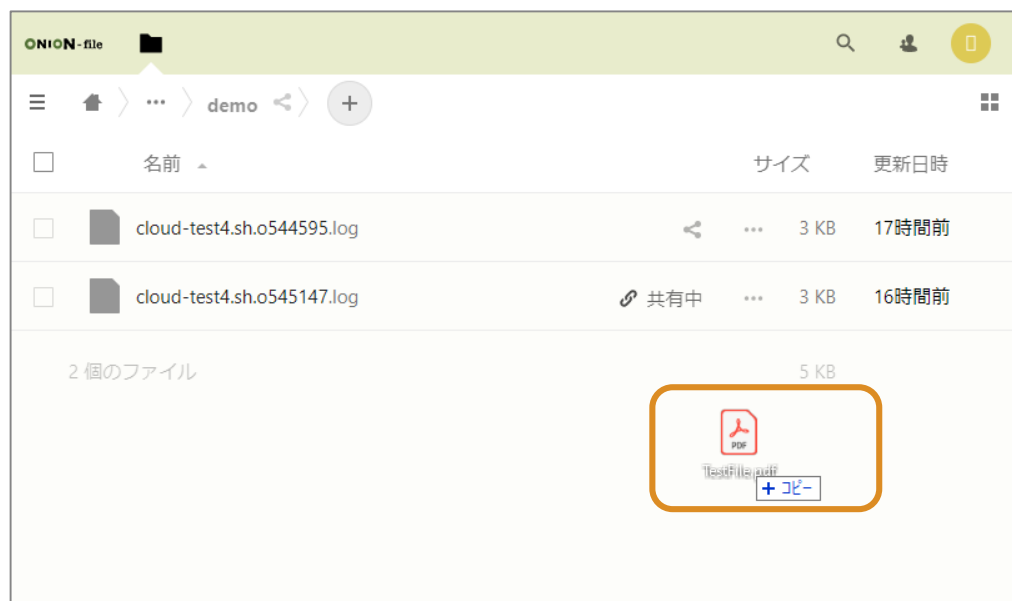 ONION-file
demo
+
名前 サイズ 更新日時
cloud-test4.sh.o544595.log ... 3 KB 17時間前
cloud-test4.sh.o545147.log 共有中 ... 3 KB 16時間前
2 個のファイル 5 KB
PDF
TestFile.pdf
+ コピー